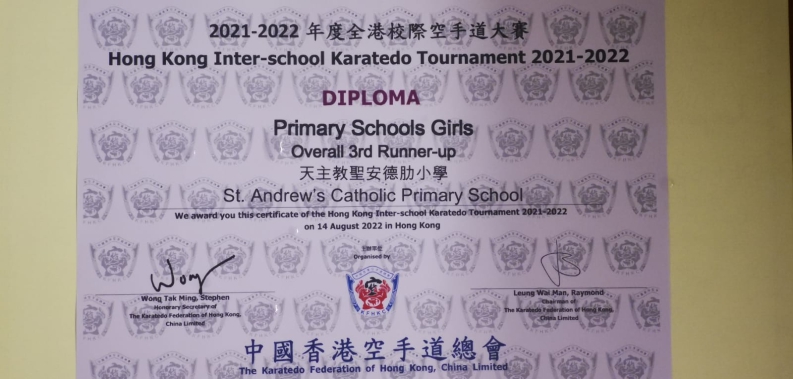 2021-2022 年度全港校際空手道大賽
Hong Kong Inter-school Karatedo Tournament 2021-2022
DIPLOMA
Primary Schools Girls
Overall 3rd Runner-up
天主教聖安德肋小學
St. Andrew's Catholic Primary School
We award you this certificate of the Hong Kong Inter-school Karatedo Tournament 2021-2022
on 14 August 2022 in Hong Kong
主辦單位
Organised by
Wong
Wong Tak Ming, Stephen
Honorary Secretary of
The Karatedo Federation of Hong Kong,
China Limited
Leung Wai Man, Raymond
Chairman of
The Karatedo Federation of Hong Kong,
China Limited
中國香港空手道總會
The Karatedo Federation of Hong Kong, China Limited